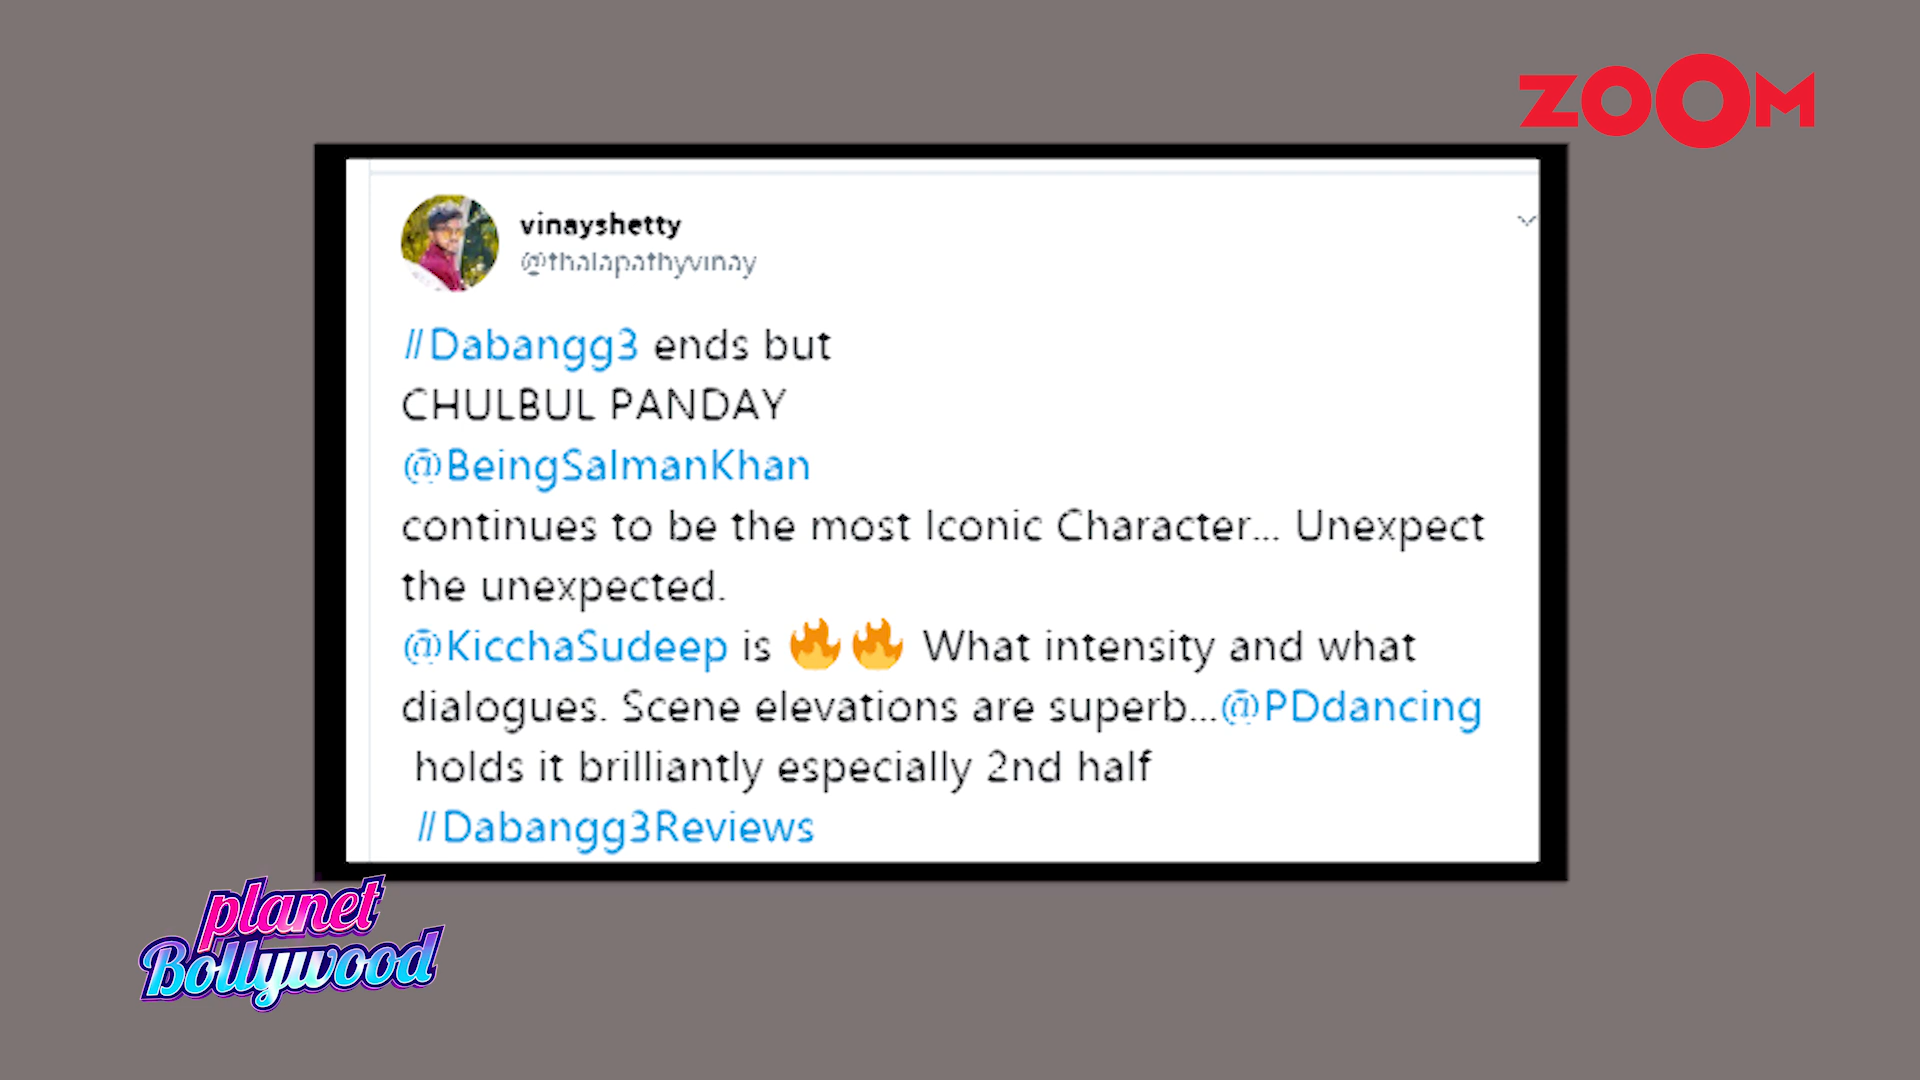 ZOOM
vinayshetty
@thalapathyvinay
#Dabangg3 ends but
CHULBUL PANDAY
@BeingSalmanKhan
continues to be the most Iconic Character... Unexpect
the unexpected.
@KicchaSudeep is 🔥🔥 What intensity and what
dialogues. Scene elevations are superb...@PDdancing
holds it brilliantly especially 2nd half
#Dabangg3Reviews
planet
Bollywood